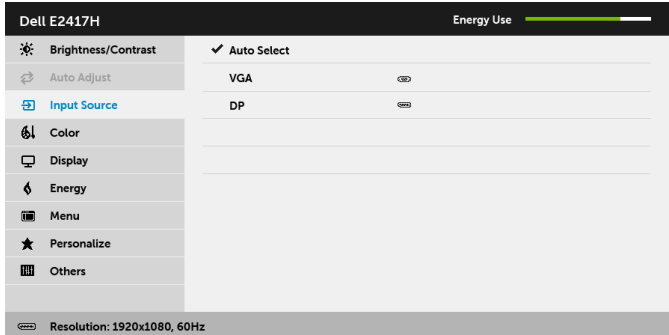 Dell E2417H
Energy Use
Brightness/Contrast
Auto Adjust
Input Source
Color
Display
Energy
Menu
Personalize
Others
Auto Select
VGA
DP
Resolution: 1920x1080, 60Hz